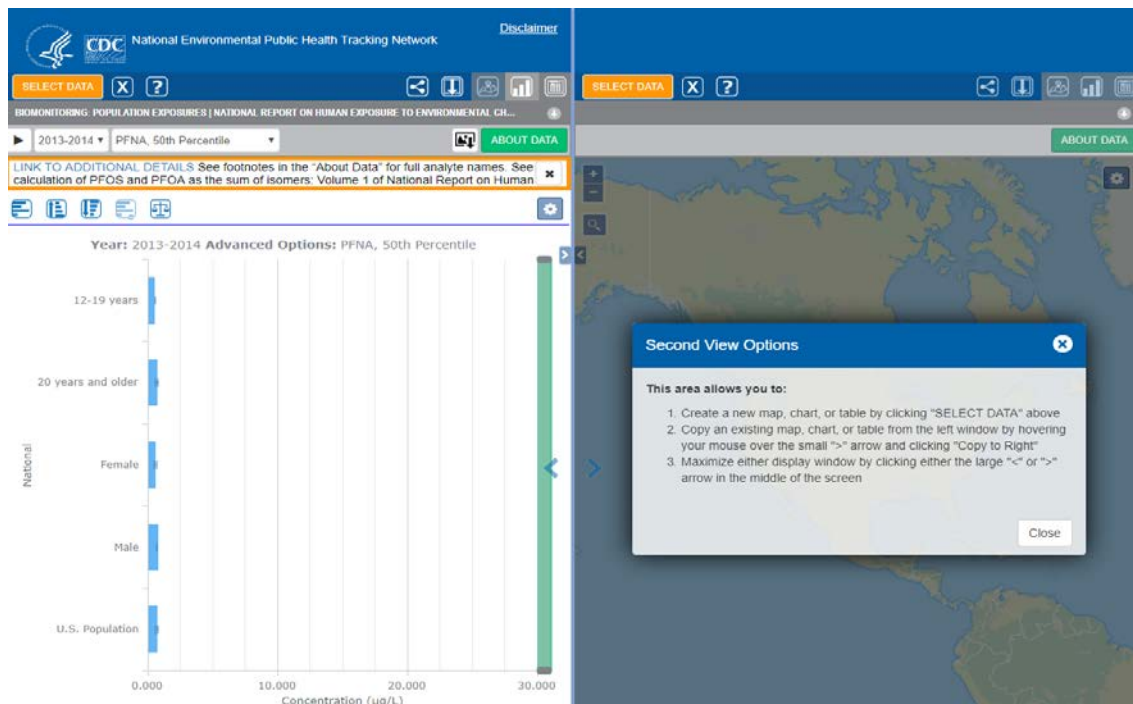 Disclaimer
CDC
National Environmental Public Health Tracking Network
SELECT DATA X ?
BIOMONITORING: POPULATION EXPOSURES | NATIONAL REPORT ON HUMAN EXPOSURE TO ENVIRONMENTAL CH...
2013-2014 PFNA, 50th Percentile ABOUT DATA
LINK TO ADDITIONAL DETAILS See footnotes in the "About Data" for full analyte names. See
calculation of PFOS and PFOA as the sum of isomers: Volume 1 of National Report on Human
Year: 2013-2014 Advanced Options: PFNA, 50th Percentile
National
12-19 years
20 years and older
Female
Male
U.S. Population
0.000 10.000 20.000 30.000
Concentration (ug/L)
SELECT DATA X ?
ABOUT DATA
+
−
Second View Options
This area allows you to:
1. Create a new map, chart, or table by clicking "SELECT DATA" above
2. Copy an existing map, chart, or table from the left window by hovering
your mouse over the small ">" arrow and clicking "Copy to Right"
3. Maximize either display window by clicking either the large "<" or ">"
arrow in the middle of the screen
Close